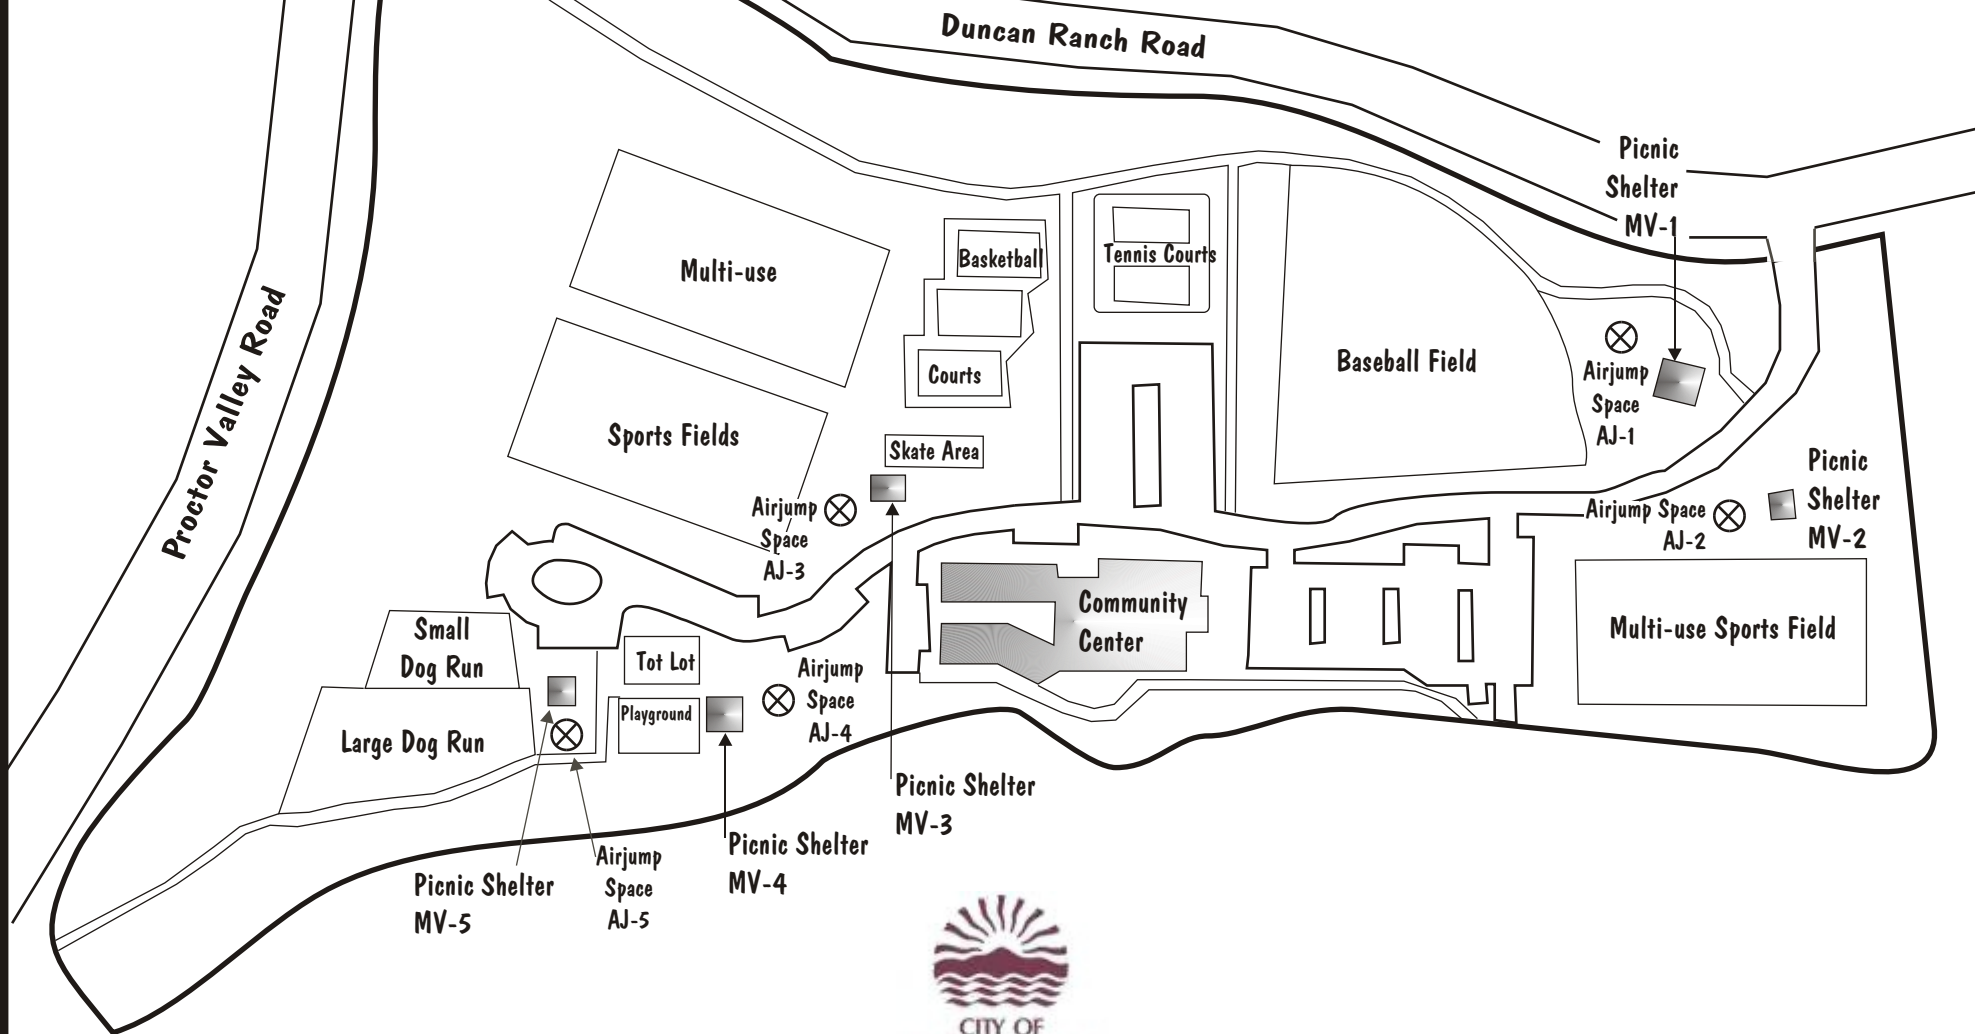 Duncan Ranch Road
Picnic
Shelter
MV-1
Proctor Valley Road
Multi-use
Sports Fields
Basketball
Courts
Tennis Courts
Baseball Field
Airjump
Space
AJ-1
Skate Area
Airjump
Space
AJ-3
Picnic
Shelter
MV-2
Airjump Space
AJ-2
Community
Center
Multi-use Sports Field
Small
Dog Run
Large Dog Run
Tot Lot
Playground
Airjump
Space
AJ-4
Picnic Shelter
MV-3
Picnic Shelter
MV-4
Airjump
Space
AJ-5
Picnic Shelter
MV-5
CITY OF